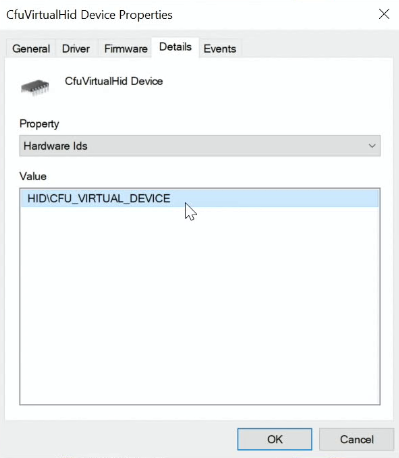 CfuVirtualHid Device Properties
General Driver Firmware Details Events
CfuVirtualHid Device
Property
Hardware Ids
Value
HID\CFU_VIRTUAL_DEVICE
OK Cancel